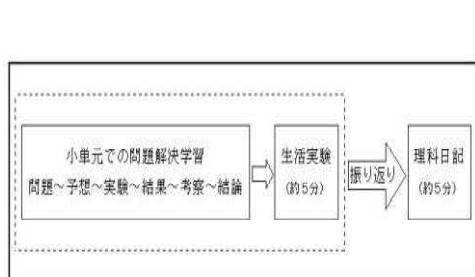 小単元での問題解決学習
問題～予想～実験～結果～考察～結論
生活実験
(約5分)
振り返り
理科日記
(約5分)